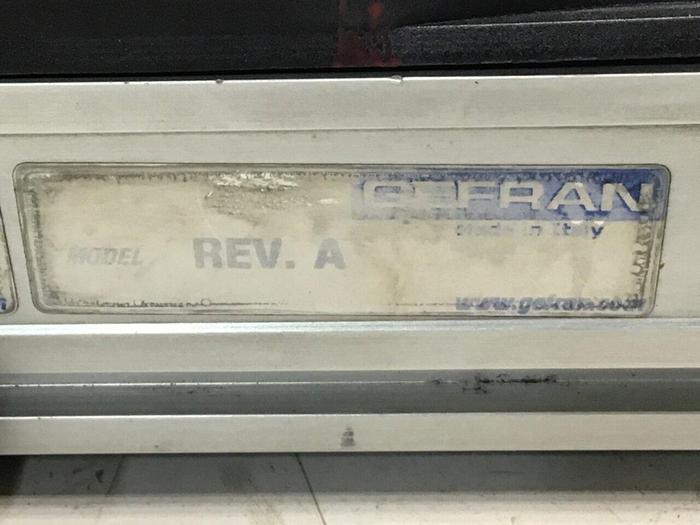 GEFRAN
Made in Italy
MODEL REV. A
www.gefran.com